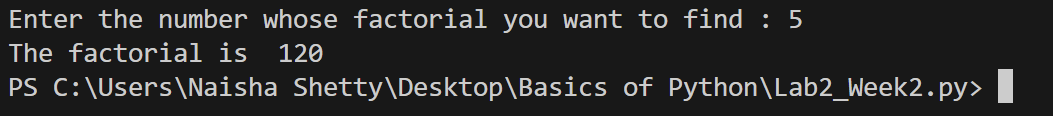 Enter the number whose factorial you want to find : 5
The factorial is  120
PS C:\Users\Naisha Shetty\Desktop\Basics of Python\Lab2_Week2.py>